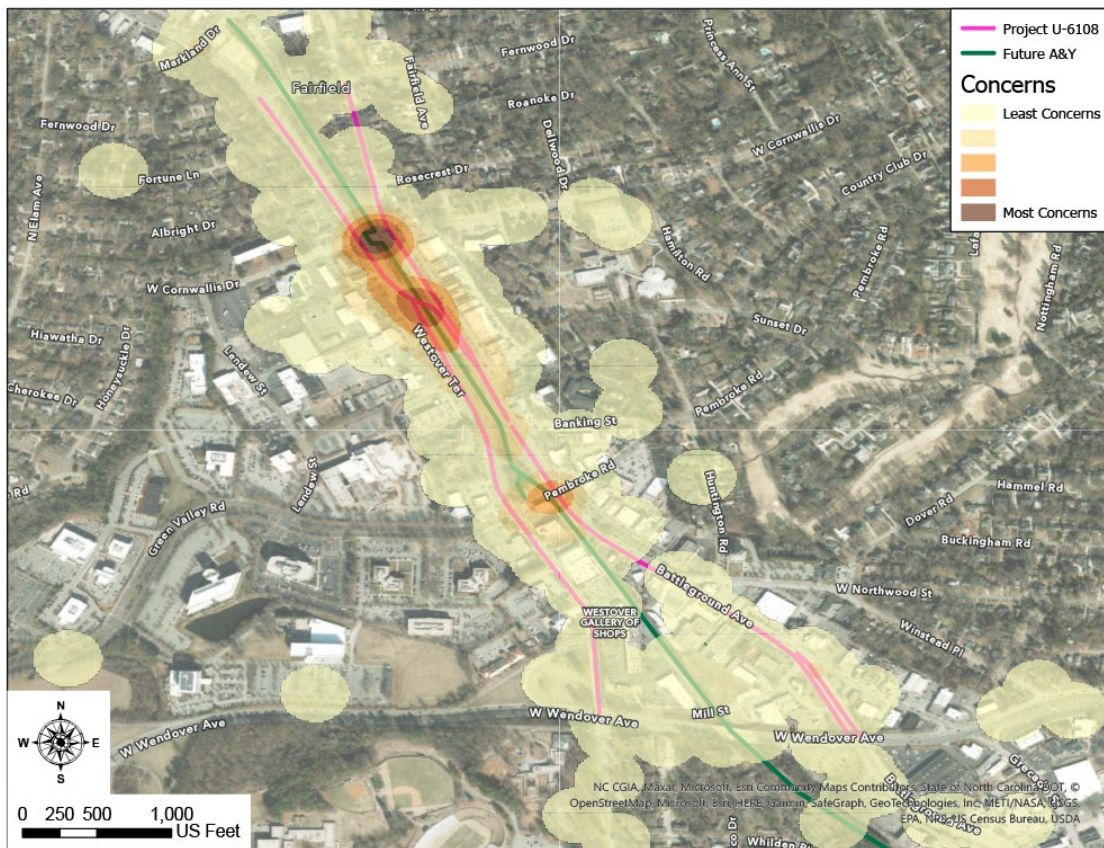 Project U-6108
Future A&Y
Concerns
Least Concerns
Most Concerns
Markland Dr
Fernwood Dr
Princess Ann St
Fairfield
Fairfield Ave
Roanoke Dr
Fernwood Dr
Dellwood Dr
W Cornwallis Dr
N Elam Ave
Fortune Ln
Rosecrest Dr
Country Club Dr
Albright Dr
Hamilton Rd
Pembroke Rd
Nottingham Rd
W Cornwallis Dr
Hiawatha Dr
Sunset Dr
Honeysuckle Dr
Lendew St
Westover Ter
Cherokee Dr
Pembroke Rd
Banking St
Lendew St
Pembroke Rd
Hammel Rd
Huntington Rd
Dover Rd
Green Valley Rd
Buckingham Rd
Battleground Ave
W Northwood St
WESTOVER
GALLERY OF
SHOPS
Winstead Pl
W Wendover Ave
Mill St
W Wendover Ave
W Wendover Ave
Battleground Ave
N
W E
S
NC CGIA, Maxar, Microsoft, Esri Community Maps Contributors, State of North Carolina DOT, ©
OpenStreetMap, Microsoft, Esri, HERE, Garmin, SafeGraph, GeoTechnologies, Inc, METI/NASA, USGS,
EPA, NPS, US Census Bureau, USDA
0 250 500 1,000
US Feet